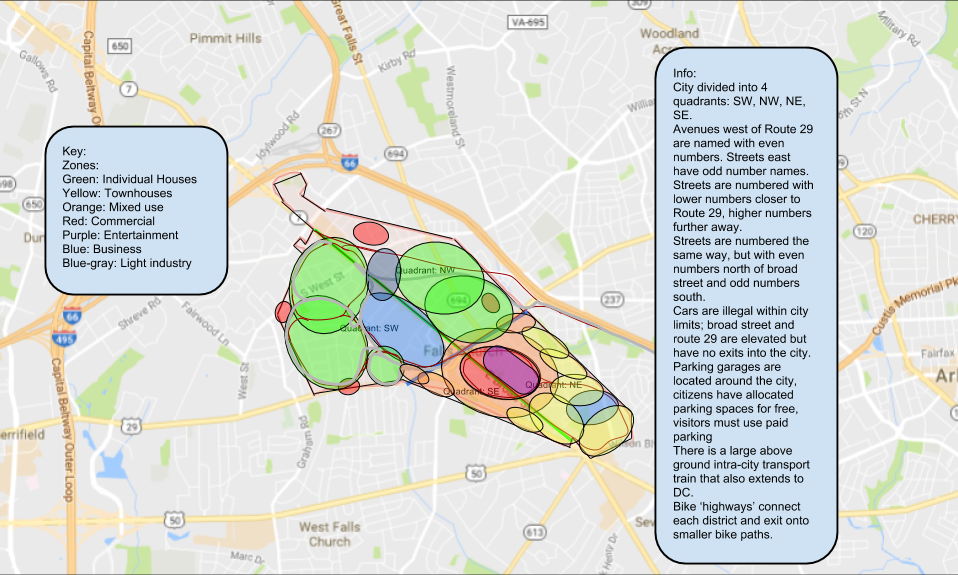 VA-695
309
Woodland
Acr
Military Rd
Pimmit Hills
650
Great Falls St
Kirby Rd
Gallows Rd
Capital Beltway O
7
Westmoreland St
Idylwood Rd
267
66
694
Key:
Zones:
Green: Individual Houses
Yellow: Townhouses
Orange: Mixed use
Red: Commercial
Purple: Entertainment
Blue: Business
Blue-gray: Light industry
Info:
City divided into 4
quadrants: SW, NW, NE,
SE.
Avenues west of Route 29
are named with even
numbers. Streets east
have odd number names.
Streets are numbered with
lower numbers closer to
Route 29, higher numbers
further away.
Streets are numbered the
same way, but with even
numbers north of broad
street and odd numbers
south.
Cars are illegal within city
limits; broad street and
route 29 are elevated but
have no exits into the city.
Parking garages are
located around the city,
citizens have allocated
parking spaces for free,
visitors must use paid
parking
There is a large above
ground intra-city transport
train that also extends to
DC.
Bike ‘highways’ connect
each district and exit onto
smaller bike paths.
698
650
Dun
7
CHERRY
120
Quadrant: NW
S West St
694
237
Custis Memorial Pk
Shreve Rd
Fairwood Ln
66
495
Quadrant: SW
Fairfax
Arl
West St
Quadrant: SE
Quadrant: NE
Capital Beltway Outer Loop
29
errifield
Graham Rd
50
50
West Falls
Church
613
Sev
Marc Dr
Henry Dr